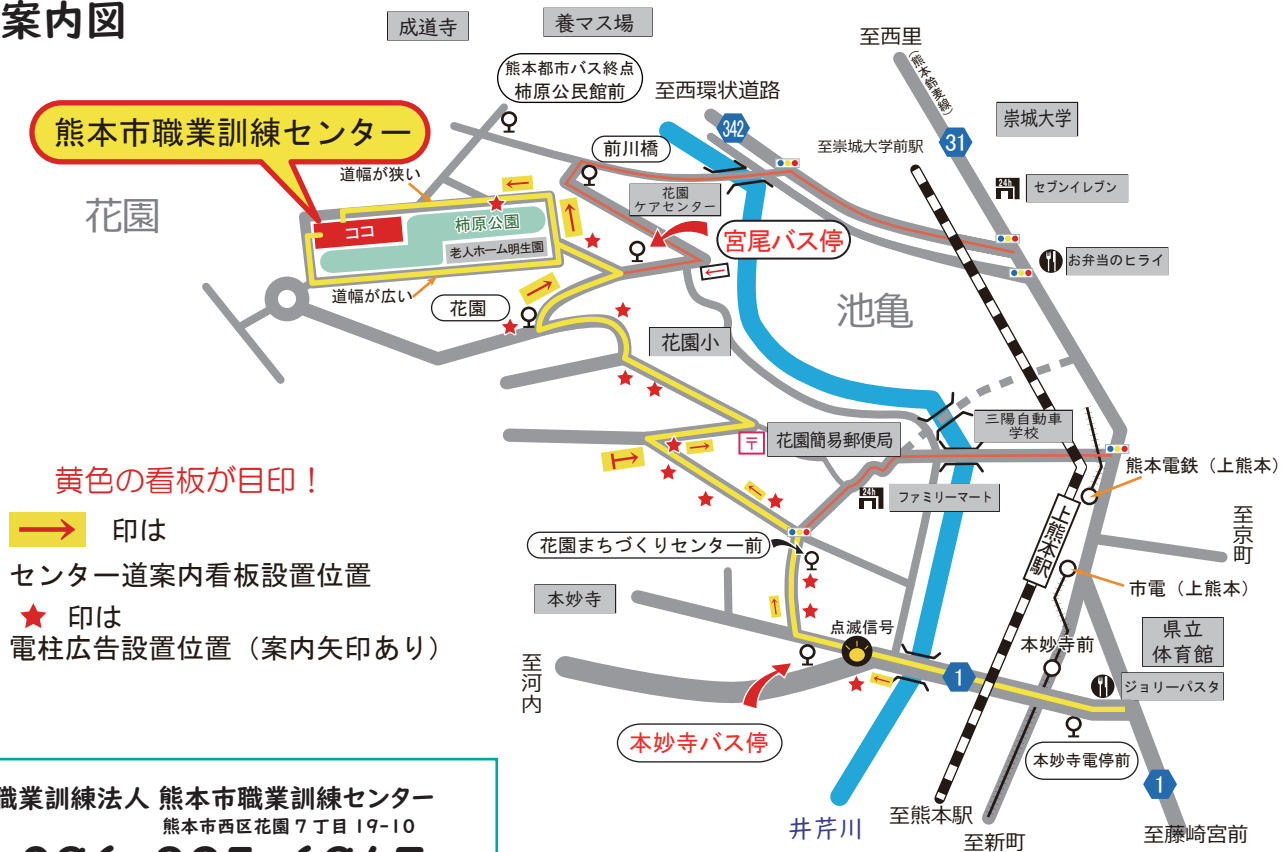 案内図
成道寺
養マス場
至西里
(熊本鈴麦線)
熊本都市バス終点
柿原公民館前
至西環状道路
342
崇城大学
31
熊本市職業訓練センター
前川橋
至崇城大学前駅
道幅が狭い
24h
セブンイレブン
花園
ケアセンター
花園
柿原公園
ココ
老人ホーム明生園
宮尾バス停
お弁当のヒライ
道幅が広い
花園
池亀
花園小
三陽自動車
学校
〒
花園簡易郵便局
熊本電鉄（上熊本）
黄色の看板が目印！
24h
ファミリーマート
至京町
印は
上熊本駅
花園まちづくりセンター前
センター道案内看板設置位置
市電（上熊本）
本妙寺
印は
点滅信号
県立
体育館
電柱広告設置位置（案内矢印あり）
本妙寺前
至河内
1
ジョリーパスタ
本妙寺バス停
本妙寺電停前
1
職業訓練法人 熊本市職業訓練センター
熊本市西区花園7丁目19-10
井芹川
至熊本駅
至新町
至藤崎宮前